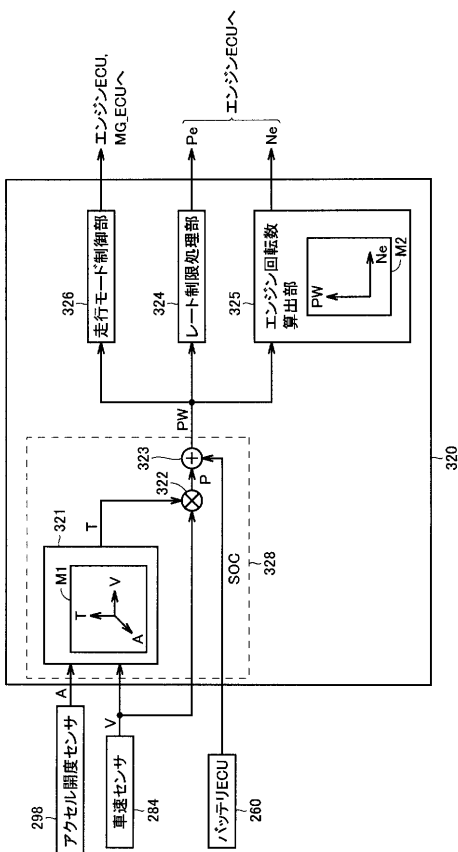 アクセル開度センサ
298
車速センサ
284
バッテリECU
260
A
V
321
M1
T
V
A
T
322
P
323
SOC
328
PW
走行モード制御部
326
レート制限処理部
324
エンジン回転数
算出部
325
PW
Ne
M2
320
エンジンECU,
MG_ECUへ
Pe
Ne
エンジンECUへ